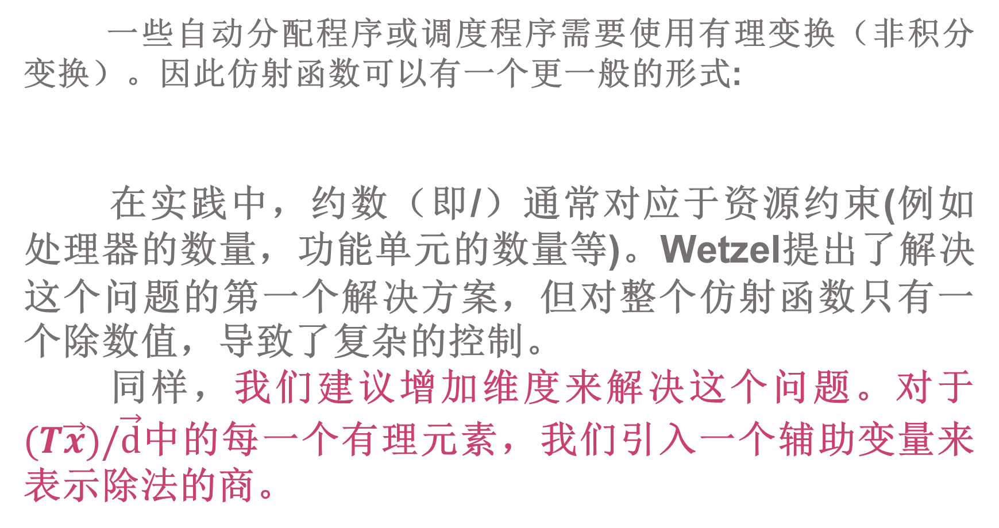 一些自动分配程序或调度程序需要使用有理变换（非积分
变换）。因此仿射函数可以有一个更一般的形式:
在实践中，约数（即/）通常对应于资源约束(例如
处理器的数量，功能单元的数量等)。Wetzel提出了解决
这个问题的第一个解决方案，但对整个仿射函数只有一
个除数值，导致了复杂的控制。
同样，我们建议增加维度来解决这个问题。对于
(𝑻𝒙⃗)/d⃗中的每一个有理元素，我们引入一个辅助变量来
表示除法的商。